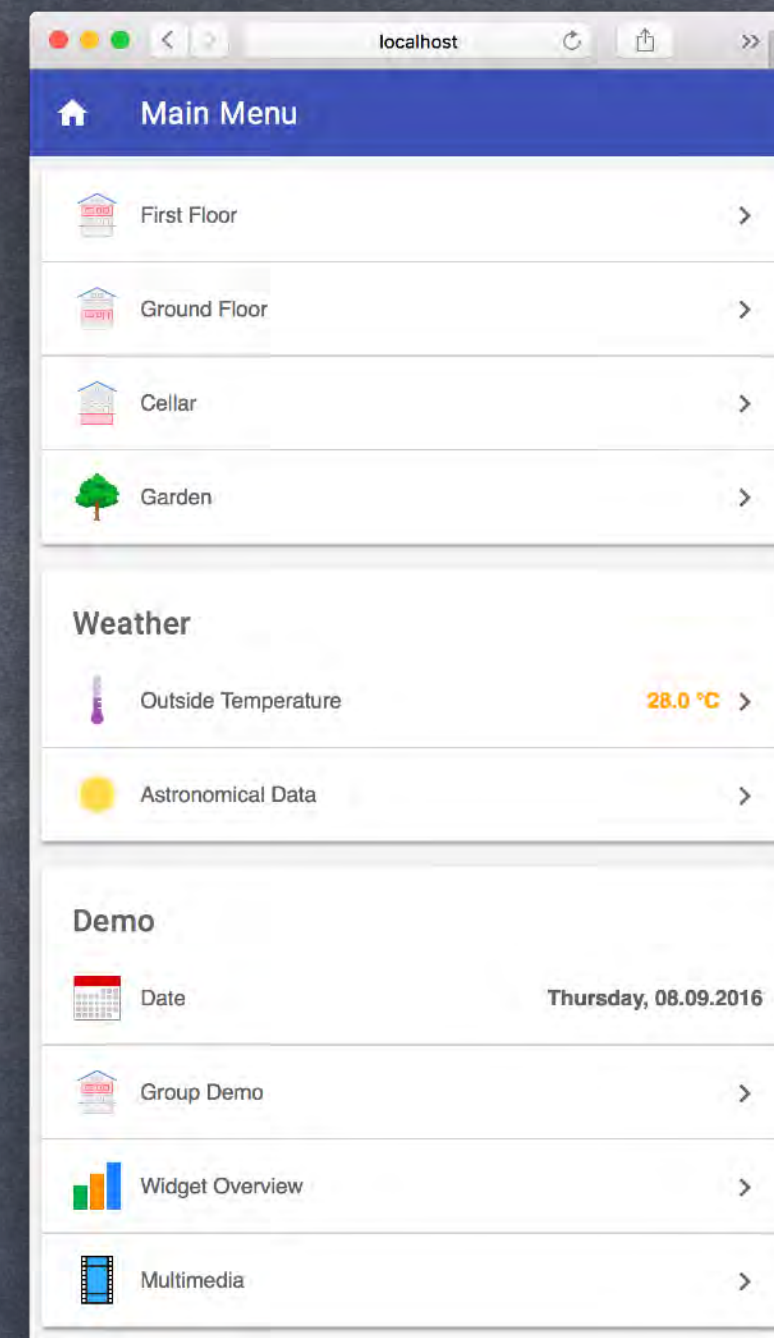 localhost
Main Menu
First Floor
Ground Floor
Cellar
Garden
Weather
Outside Temperature 28.0 °C
Astronomical Data
Demo
Date Thursday, 08.09.2016
Group Demo
Widget Overview
Multimedia